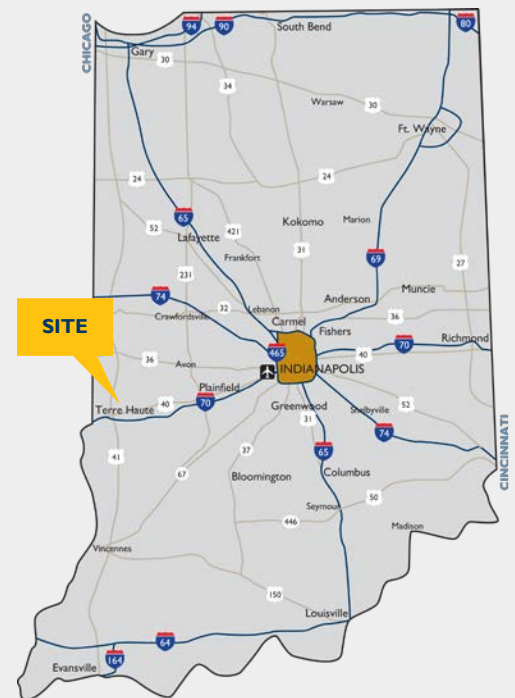 94
90
80
South Bend
CHICAGO
Gary
30
34
Warsaw
30
Ft. Wayne
24
24
Marion
65
Kokomo
52
421
Lafayette
31
Frankfort
69
27
231
74
Muncie
Anderson
32
Lebanon
Crawfordsville
36
Carmel
Fishers
SITE
Richmond
70
465
40
36
Avon
INDIANAPOLIS
Plainfield
70
40
Terre Haute
Greenwood
Shelbyville
52
31
74
41
37
65
67
Bloomington
Columbus
CINCINNATI
50
Seymour
446
Madison
Vincennes
150
Louisville
64
164
Evansville